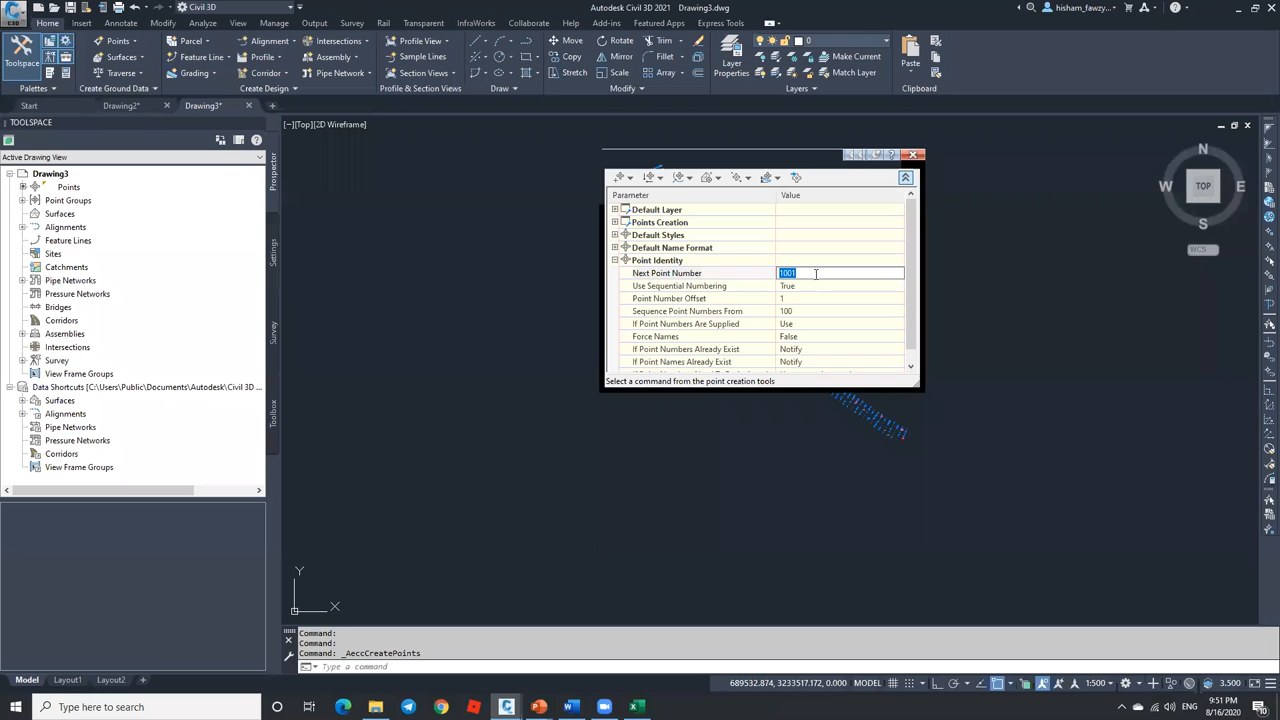 C3D
Civil 3D
Autodesk Civil 3D 2021 Drawing3.dwg
hisham_fawzy...
Home Insert Annotate Modify Analyze View Manage Output Survey Rail Transparent InfraWorks Collaborate Help Add-ins Featured Apps Express Tools
Toolspace
Points
Surfaces
Traverse
Parcel
Feature Line
Grading
Alignment
Profile
Corridor
Intersections
Assembly
Pipe Network
Profile View
Sample Lines
Section Views
Move
Copy
Stretch
Rotate
Mirror
Scale
Trim
Fillet
Array
Layer
Properties
0
Make Current
Match Layer
Paste
Palettes Create Ground Data Create Design Profile & Section Views Draw Modify Layers Clipboard
Start Drawing2* Drawing3*
TOOLSPACE
[−][Top][2D Wireframe]
Active Drawing View
Drawing3
Points
Point Groups
Surfaces
Alignments
Feature Lines
Sites
Catchments
Pipe Networks
Pressure Networks
Bridges
Corridors
Assemblies
Intersections
Survey
View Frame Groups
Data Shortcuts [C:\Users\Public\Documents\Autodesk\Civil 3D ...
Surfaces
Alignments
Pipe Networks
Pressure Networks
Corridors
View Frame Groups
Prospector
Settings
Survey
Toolbox
Parameter Value
Default Layer
Points Creation
Default Styles
Default Name Format
Point Identity
Next Point Number 1001
Use Sequential Numbering True
Point Number Offset 1
Sequence Point Numbers From 100
If Point Numbers Are Supplied Use
Force Names False
If Point Numbers Already Exist Notify
If Point Names Already Exist Notify
Select a command from the point creation tools
N
W TOP E
S
WCS
Y
X
Command:
Command:
Command: _AeccCreatePoints
Type a command
Model Layout1 Layout2 +
689532.874, 3233517.172, 0.000 MODEL
1:500
3.500
Type here to search
ENG
9:51 PM
8/16/2020